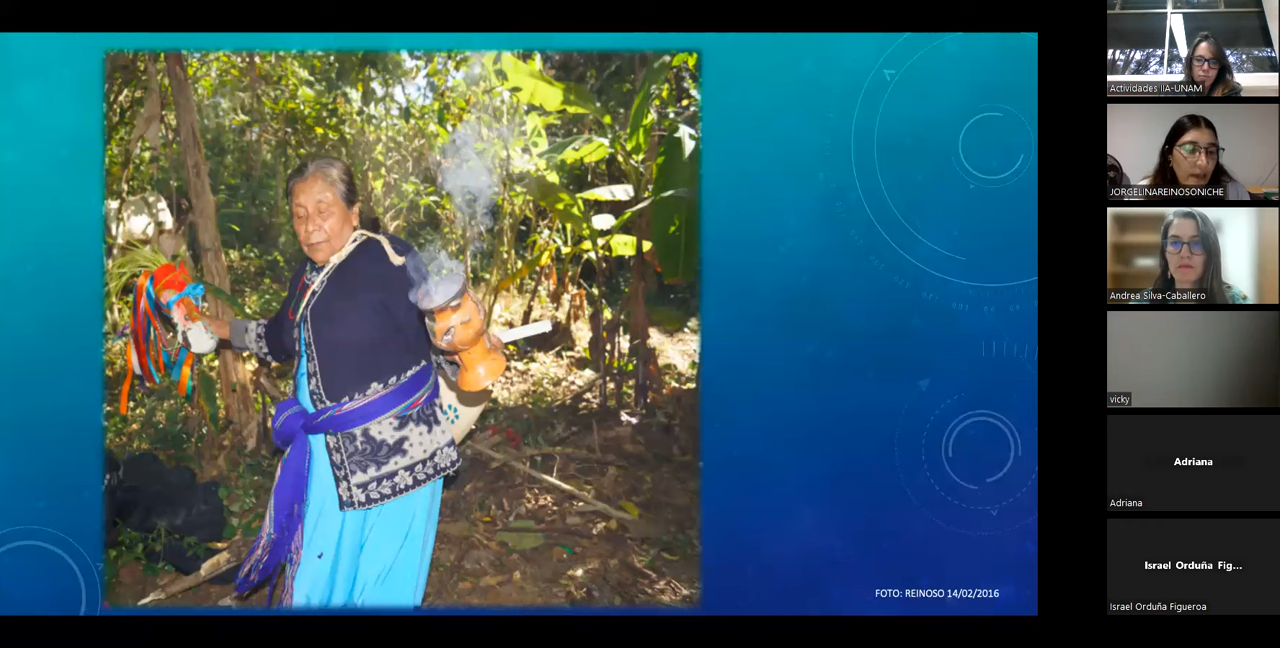 FOTO: REINOSO 14/02/2016
Actividades IIA-UNAM
JORGELINAREINOSONICHE
Andrea Silva-Caballero
vicky
Adriana
Adriana
Israel Orduña Fig...
Israel Orduña Figueroa